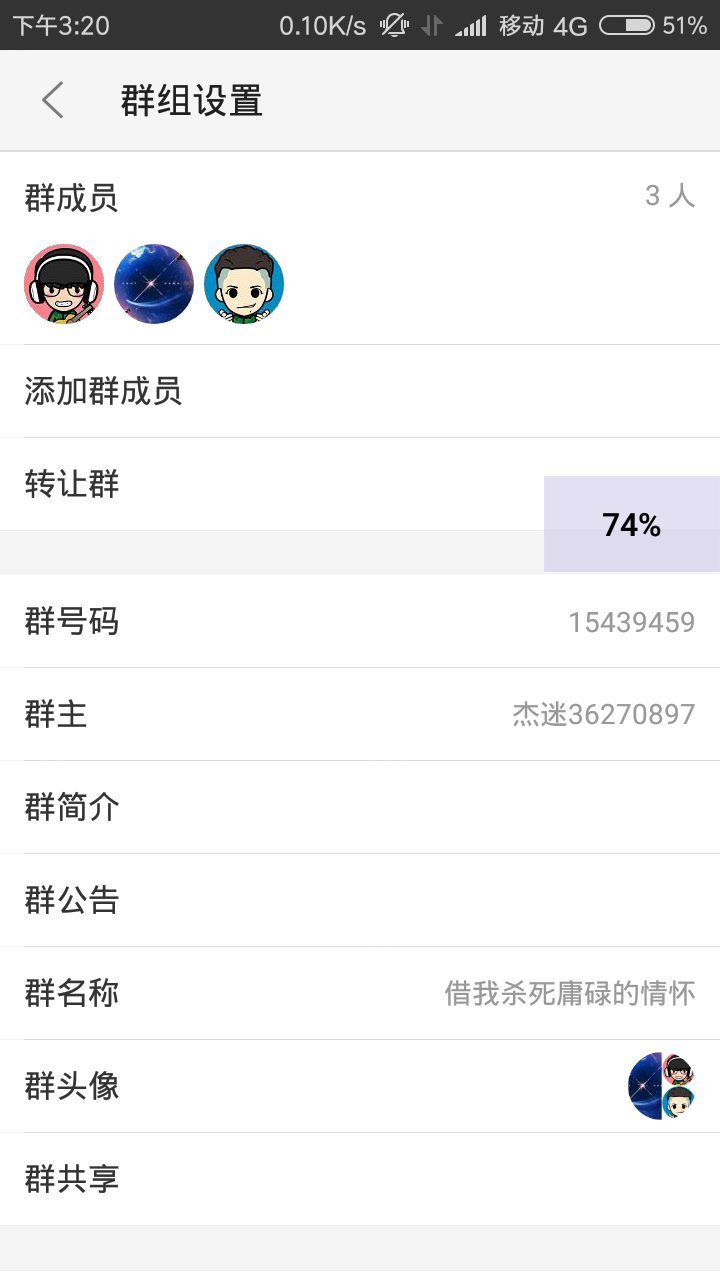 下午3:20 0.10K/s 移动 4G 51%
群组设置
群成员 3 人
添加群成员
转让群
74%
群号码 15439459
群主 杰迷36270897
群简介
群公告
群名称 借我杀死庸碌的情怀
群头像
群共享